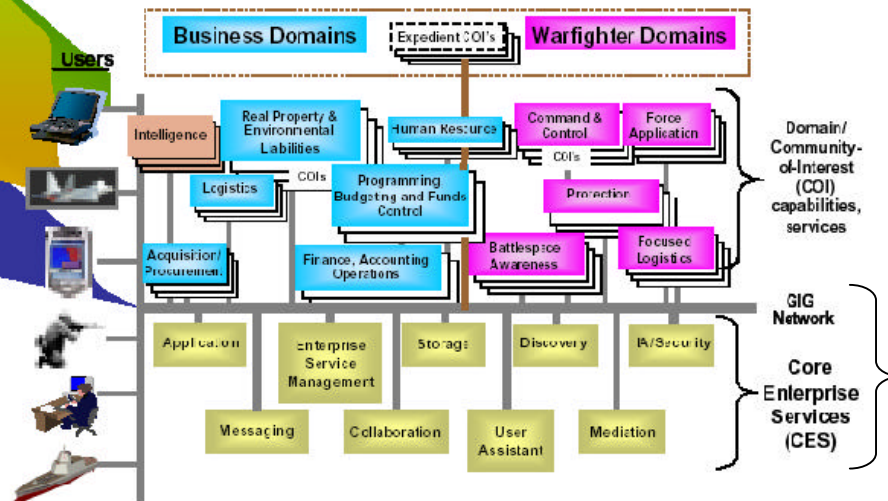 Business Domains
Expedient COI's
Warfighter Domains
Users
Intelligence
Real Property &
Environmental
Liabilities
Human Resource
Command &
Control
Force
Application
COI's
Logistics
COIs
Programming,
Budgeting and Funds
Control
Protection
Acquisition/
Procurement
Finance, Accounting
Operations
Battlespace
Awareness
Focused
Logistics
Domain/
Community-
of-Interest
(COI)
capabilities,
services
GIG
Network
Application
Enterprise
Service
Management
Storage
Discovery
IA/Security
Messaging
Collaboration
User
Assistant
Mediation
Core
Enterprise
Services
(CES)